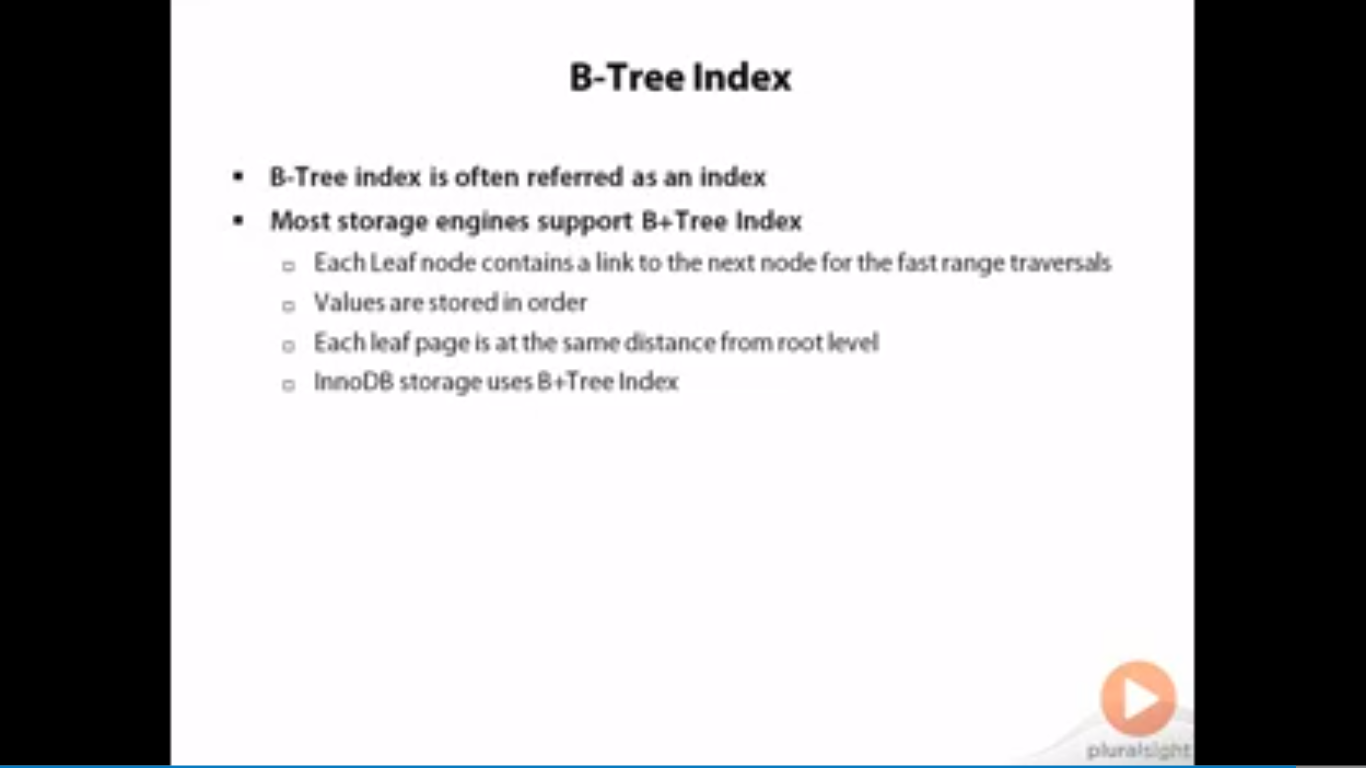 B-Tree Index
▪ B-Tree index is often referred as an index
▪ Most storage engines support B+Tree Index
▫ Each Leaf node contains a link to the next node for the fast range traversals
▫ Values are stored in order
▫ Each leaf page is at the same distance from root level
▫ InnoDB storage uses B+Tree Index
pluralsight